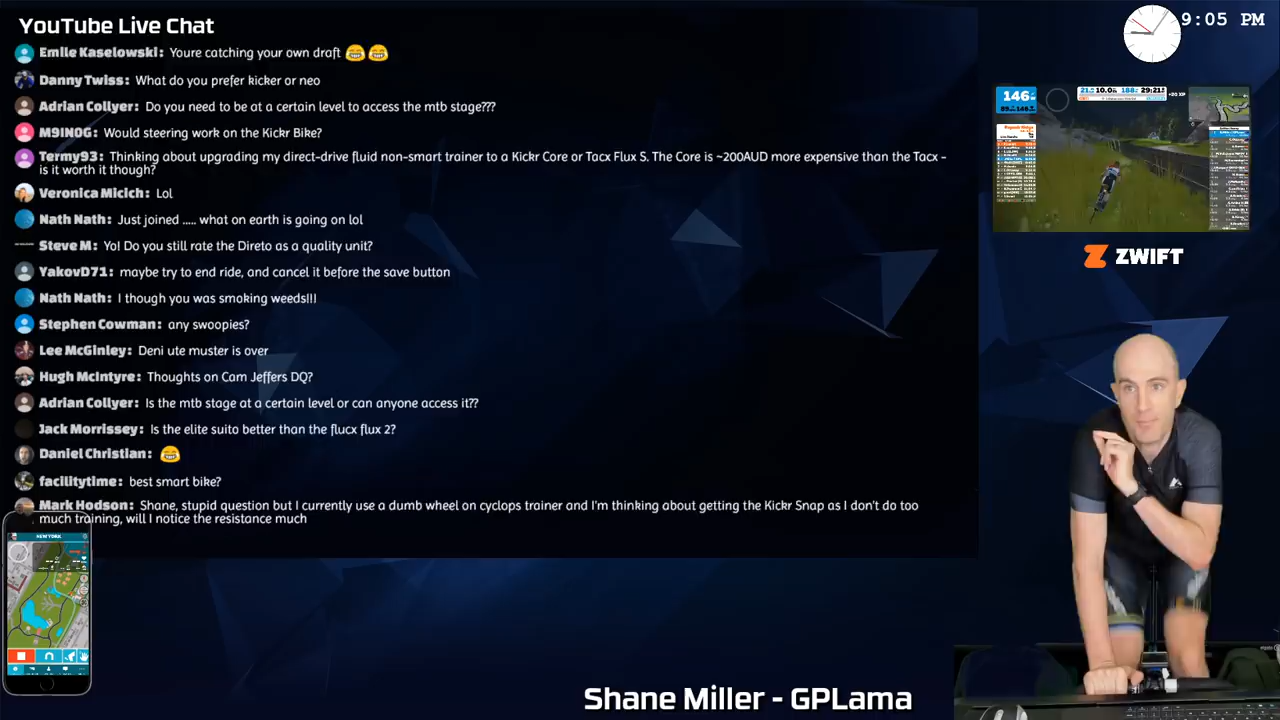 YouTube Live Chat
9:05 PM
Emile Kaselowski: Youre catching your own draft 😂 😂
Danny Twiss: What do you prefer kicker or neo
Adrian Collyer: Do you need to be at a certain level to access the mtb stage???
M9IN0G: Would steering work on the Kickr Bike?
Termy93: Thinking about upgrading my direct drive fluid non-smart trainer to a Kickr Core or Tacx Flux S. The Core is ~200AUD more expensive than the Tacx -
is it worth it though?
Veronica Micich: Lol
Nath Nath: Just joined ..... what on earth is going on lol
Steve M: Yo! Do you still rate the Direto as a quality unit?
YakovD71: maybe try to end ride, and cancel it before the save button
Nath Nath: I though you was smoking weeds!!!
Stephen Cowman: any swoopies?
Lee McGinley: Deni ute muster is over
Hugh McIntyre: Thoughts on Cam Jeffers DQ?
Adrian Collyer: Is the mtb stage at a certain level or can anyone access it??
Jack Morrissey: Is the elite suito better than the flucx flux 2?
Daniel Christian: 😂
facilitytime: best smart bike?
Mark Hodson: Shane, stupid question but I currently use a dumb wheel on cyclops trainer and I'm thinking about getting the Kickr Snap as I don't do too
much training, will I notice the resistance much
146
10.0
188
29:21
ZWIFT
NEW YORK
Shane Miller - GPLama